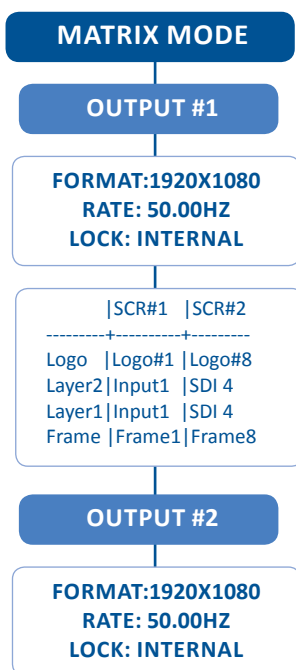 MATRIX MODE
OUTPUT #1
FORMAT:1920X1080
RATE: 50.00HZ
LOCK: INTERNAL
|SCR#1 |SCR#2
---------+----------+---------
Logo |Logo#1 |Logo#8
Layer2|Input1 |SDI 4
Layer1|Input1 |SDI 4
Frame |Frame1|Frame8
OUTPUT #2
FORMAT:1920X1080
RATE: 50.00HZ
LOCK: INTERNAL